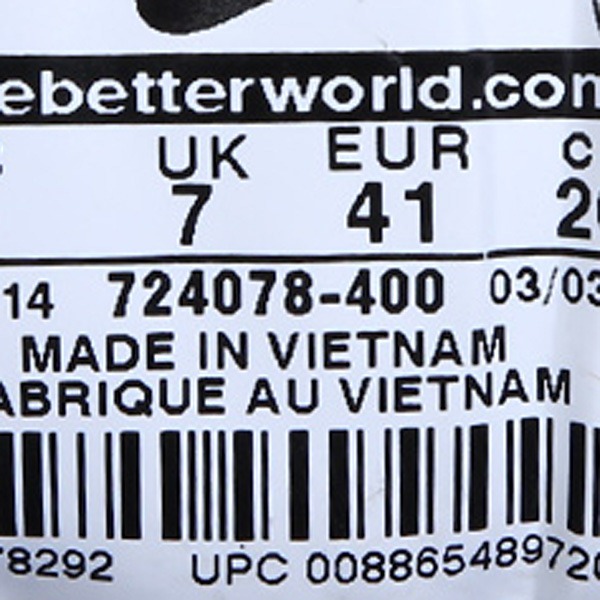 ebetterworld.com
UK EUR
7 41
14 724078-400 03/03
MADE IN VIETNAM
ABRIQUE AU VIETNAM
78292 UPC 00886548972